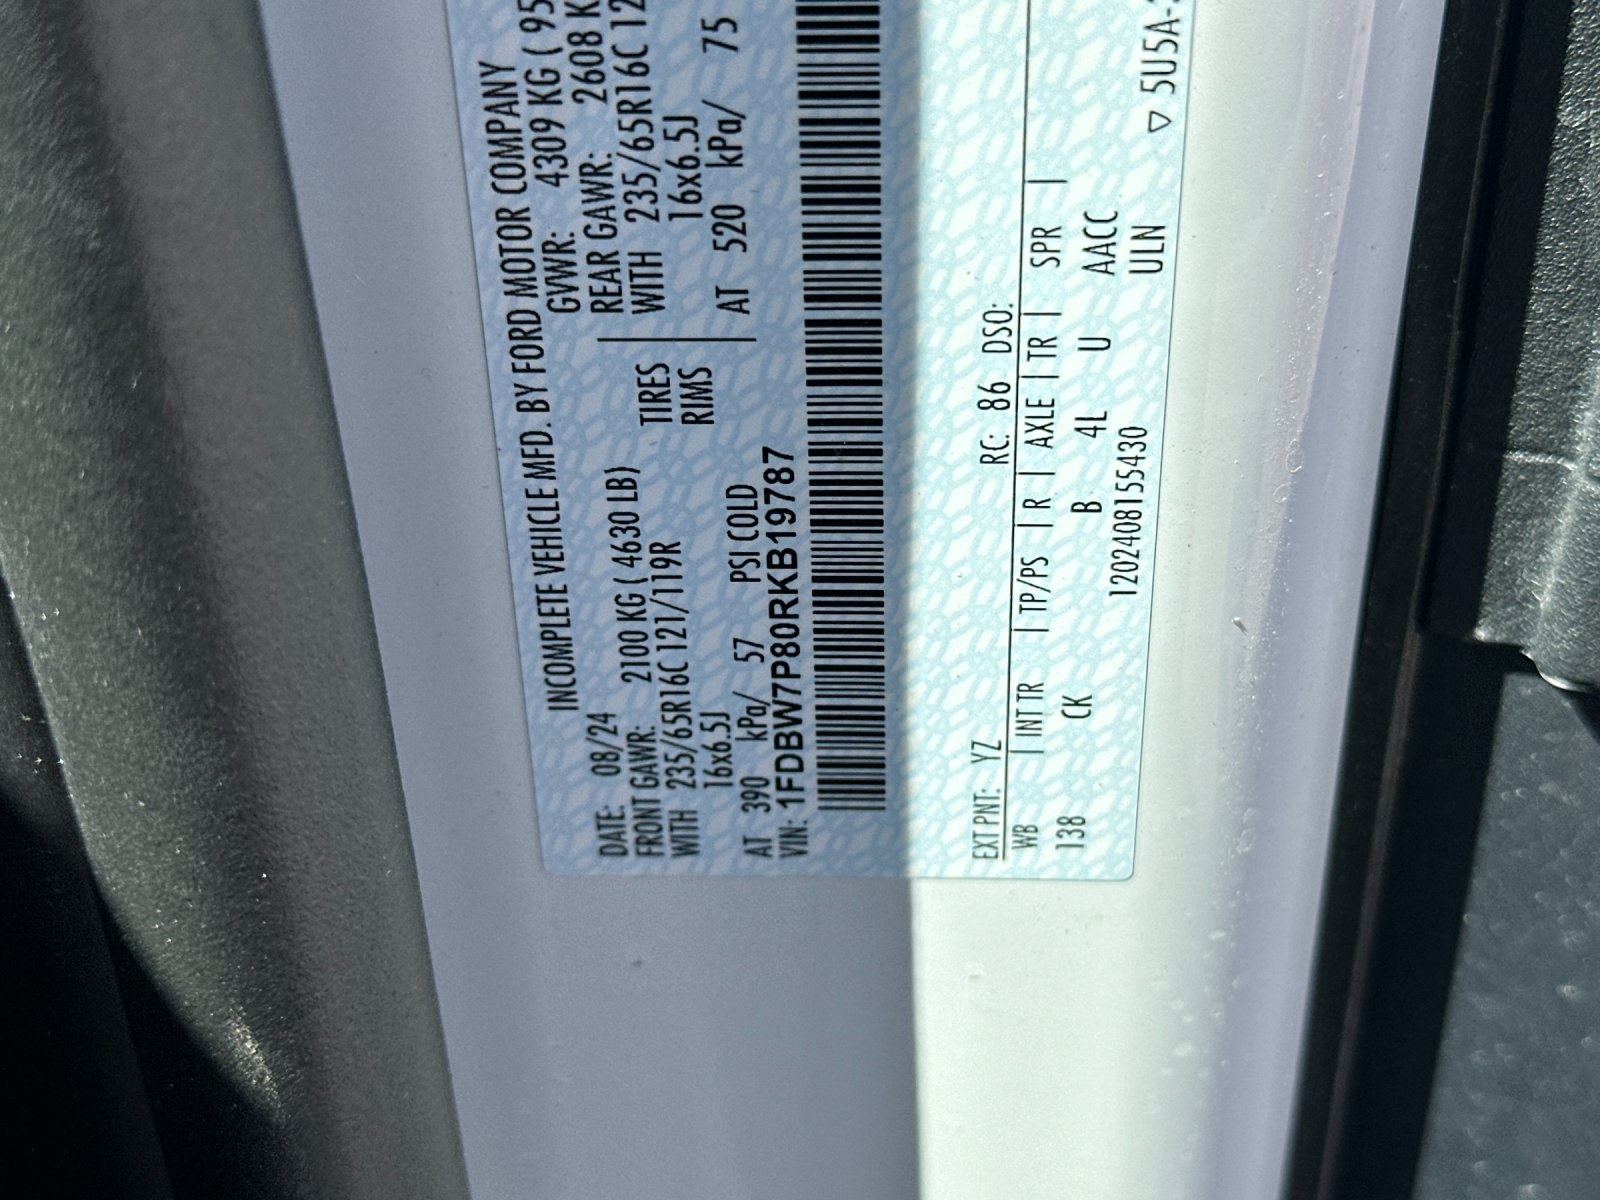 INCOMPLETE VEHICLE MFD. BY FORD MOTOR COMPANY
DATE: 08/24 GVWR: 4309 KG ( 95
FRONT GAWR: 2100 KG ( 4630 LB) REAR GAWR: 2608 K
WITH 235/65R16C 121/119R TIRES WITH 235/65R16C 12
16x6.5J RIMS 16x6.5J
AT 390 kPa/ 57 PSI COLD AT 520 kPa/ 75
VIN: 1FDBW7P80RKB19787
EXT PNT: YZ RC: 86 DSO:
WB | INT TR | TP/PS | R | AXLE | TR | SPR |
138 CK B 4L U AACC
120240815430 ULN
▽ 5U5A-